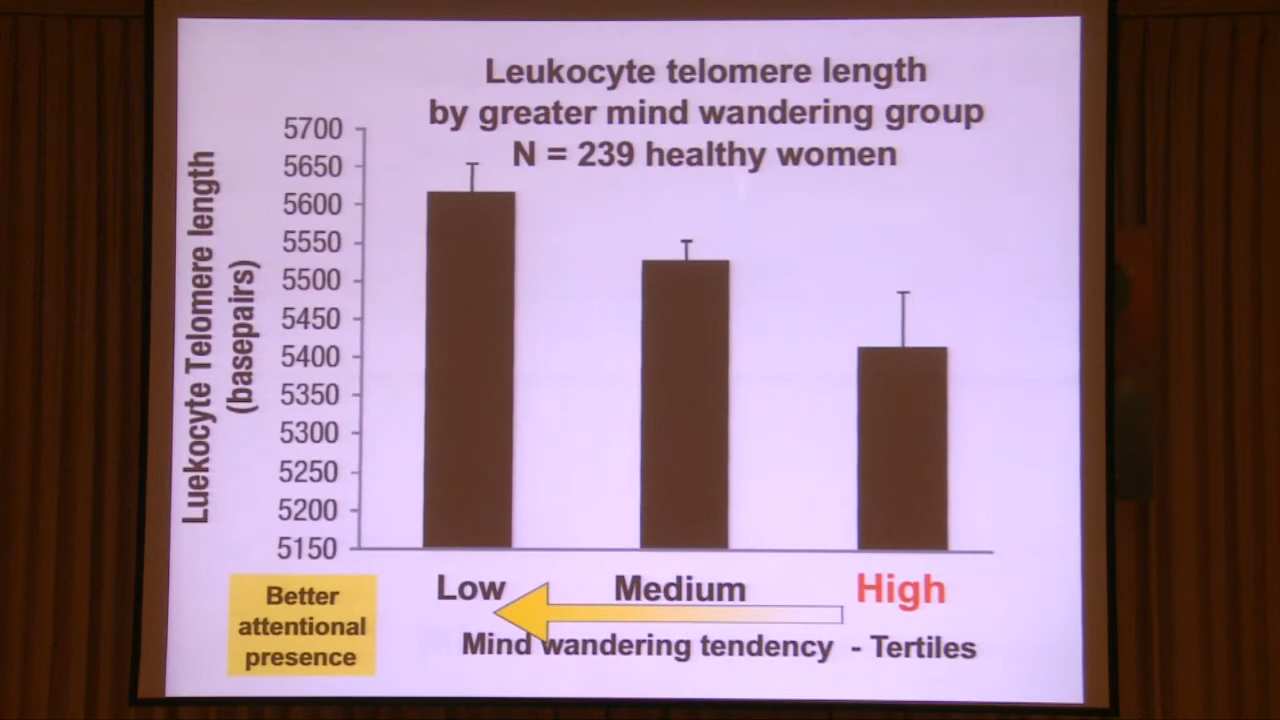 Leukocyte telomere length
by greater mind wandering group
N = 239 healthy women
Luekocyte Telomere length
(basepairs)
5700
5650
5600
5550
5500
5450
5400
5350
5300
5250
5200
5150
Low
Medium
High
Better
attentional
presence
Mind wandering tendency - Tertiles